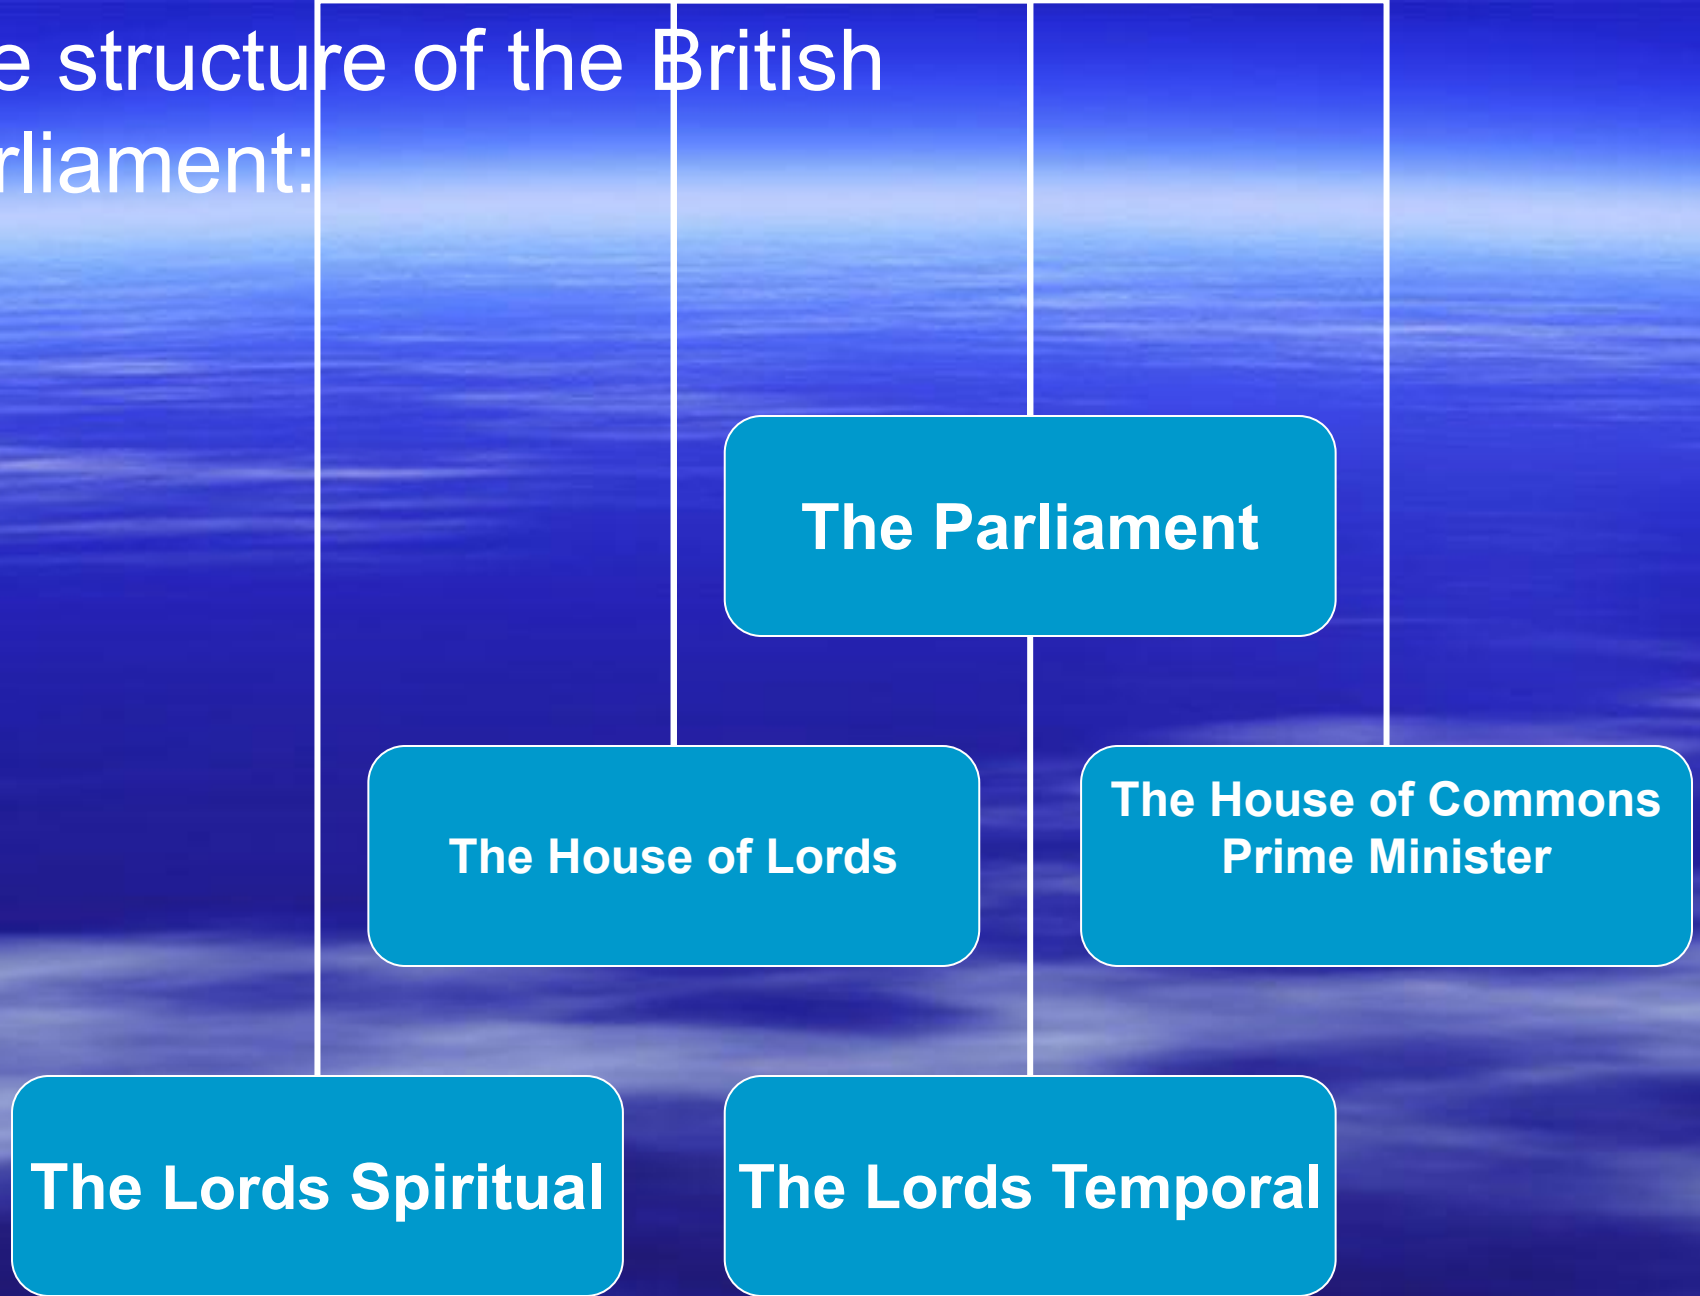 e structure of the British
rliament:
The Parliament
The House of Lords
The House of Commons
Prime Minister
The Lords Spiritual
The Lords Temporal